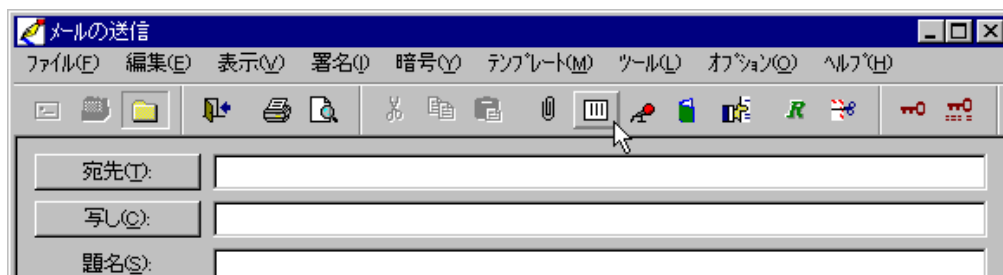 メールの送信
ファイル(F) 編集(E) 表示(V) 署名(I) 暗号(Y) テンプレート(M) ツール(L) オプション(O) ヘルプ(H)
宛先(T):
写し(C):
題名(S):